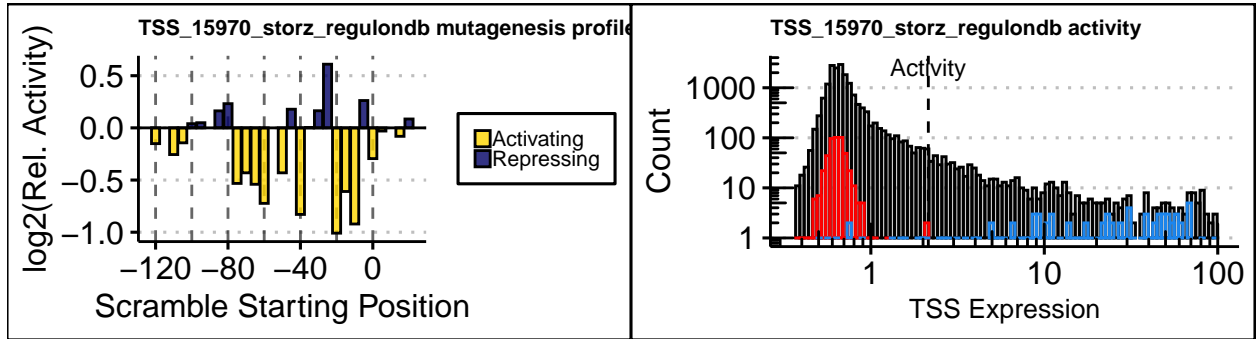 TSS_15970_storz_regulondb mutagenesis profile
log2(Rel. Activity)
0.5
0.0
−0.5
−1.0
−120 −80 −40 0
Scramble Starting Position
Activating
Repressing
TSS_15970_storz_regulondb activity
Activity
Count
1000
100
10
1
1 10 100
TSS Expression